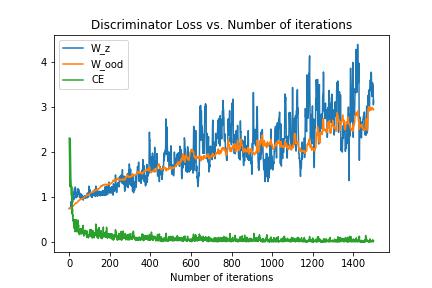 Discriminator Loss vs. Number of iterations
W_z
W_ood
CE
4
3
2
1
0
0 200 400 600 800 1000 1200 1400
Number of iterations